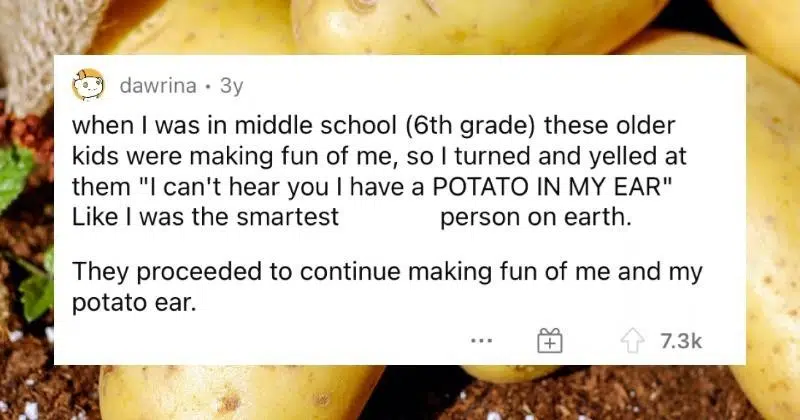 dawrina • 3y
when I was in middle school (6th grade) these older
kids were making fun of me, so I turned and yelled at
them "I can't hear you I have a POTATO IN MY EAR"
Like I was the smartest person on earth.
They proceeded to continue making fun of me and my
potato ear.
... 7.3k